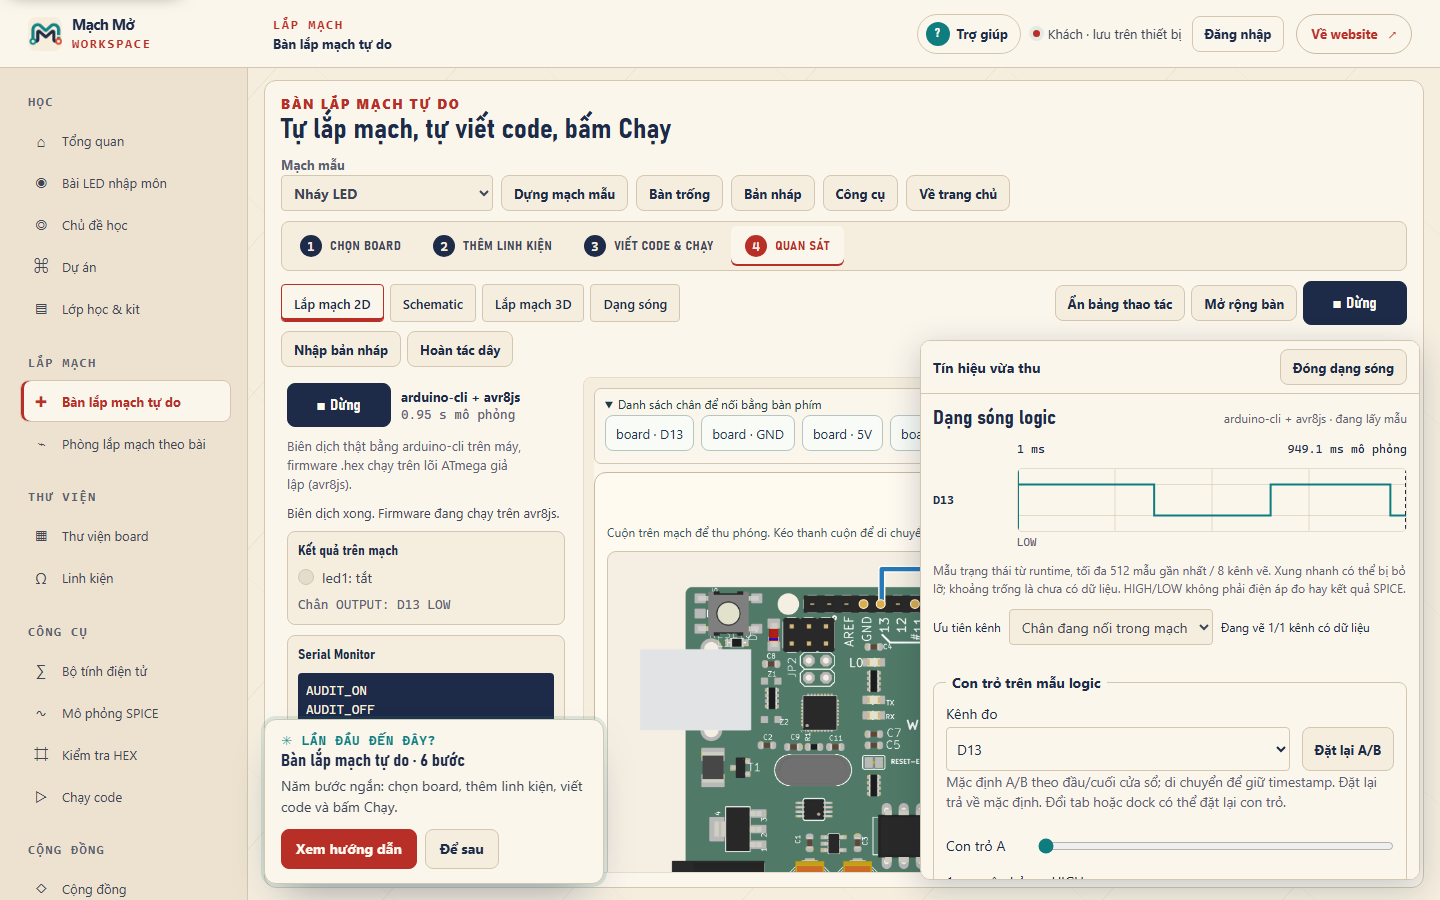 Mạch Mở
WORKSPACE
LẮP MẠCH
Bàn lắp mạch tự do
? Trợ giúp
Khách · lưu trên thiết bị
Đăng nhập
Về website ↗
HỌC
Tổng quan
Bài LED nhập môn
Chủ đề học
Dự án
Lớp học & kit
LẮP MẠCH
Bàn lắp mạch tự do
Phòng lắp mạch theo bài
THƯ VIỆN
Thư viện board
Linh kiện
CÔNG CỤ
Bộ tính điện tử
Mô phỏng SPICE
Kiểm tra HEX
Chạy code
CỘNG ĐỒNG
Cộng đồng
BÀN LẮP MẠCH TỰ DO
Tự lắp mạch, tự viết code, bấm Chạy
Mạch mẫu
Nháy LED
Dựng mạch mẫu
Bàn trống
Bản nháp
Công cụ
Về trang chủ
1 CHỌN BOARD
2 THÊM LINH KIỆN
3 VIẾT CODE & CHẠY
4 QUAN SÁT
Lắp mạch 2D
Schematic
Lắp mạch 3D
Dạng sóng
Ẩn bảng thao tác
Mở rộng bàn
■ Dừng
Nhập bản nháp
Hoàn tác dây
■ Dừng
arduino-cli + avr8js
0.95 s mô phỏng
Biên dịch thật bằng arduino-cli trên máy,
firmware .hex chạy trên lõi ATmega giả
lập (avr8js).
Biên dịch xong. Firmware đang chạy trên avr8js.
Kết quả trên mạch
led1: tắt
Chân OUTPUT: D13 LOW
Serial Monitor
AUDIT_ON
AUDIT_OFF
✳ LẦN ĐẦU ĐẾN ĐÂY?
Bàn lắp mạch tự do · 6 bước
Năm bước ngắn: chọn board, thêm linh kiện, viết
code và bấm Chạy.
Xem hướng dẫn
Để sau
▼ Danh sách chân để nối bằng bàn phím
board · D13
board · GND
board · 5V
Cuộn trên mạch để thu phóng. Kéo thanh cuộn để di chuyể
AREF
GND
13
12
JP2
C4
C8
Z1
Z2
TX
RX
C2
C9
R1
C11
C7
C5
T1
C1
C3
Tín hiệu vừa thu
Đóng dạng sóng
Dạng sóng logic
arduino-cli + avr8js · đang lấy mẫu
1 ms
949.1 ms mô phỏng
D13
LOW
Mẫu trạng thái từ runtime, tối đa 512 mẫu gần nhất / 8 kênh vẽ. Xung nhanh có thể bị bỏ
lỡ; khoảng trống là chưa có dữ liệu. HIGH/LOW không phải điện áp đo hay kết quả SPICE.
Ưu tiên kênh
Chân đang nối trong mạch
Đang vẽ 1/1 kênh có dữ liệu
Con trỏ trên mẫu logic
Kênh đo
D13
Đặt lại A/B
Mặc định A/B theo đầu/cuối cửa sổ; di chuyển để giữ timestamp. Đặt lại
trả về mặc định. Đổi tab hoặc dock có thể đặt lại con trỏ.
Con trỏ A